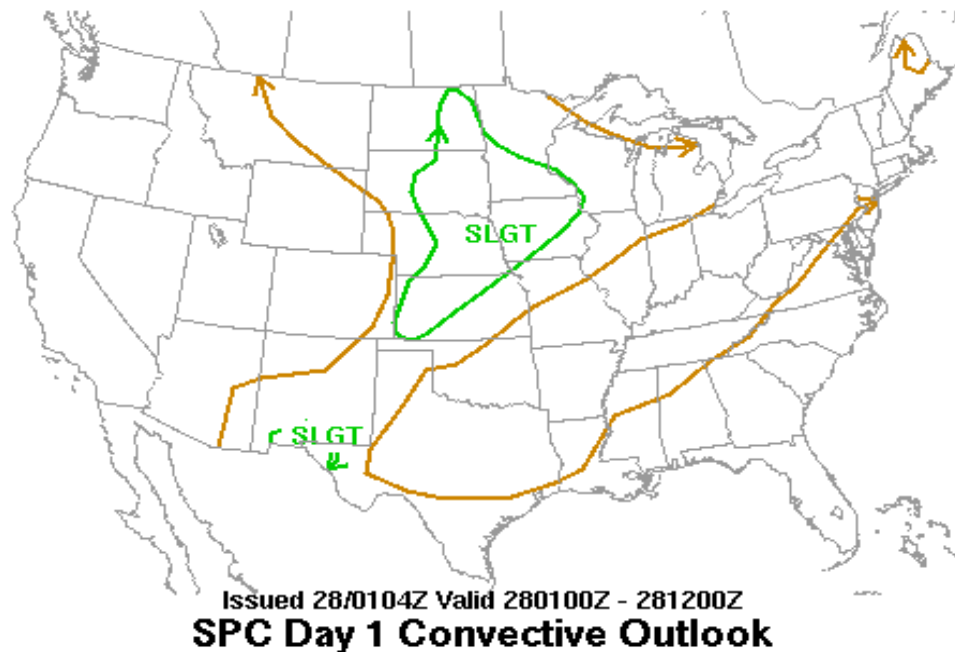 SLGT
SLGT
Issued 28/0104Z Valid 280100Z - 281200Z
SPC Day 1 Convective Outlook